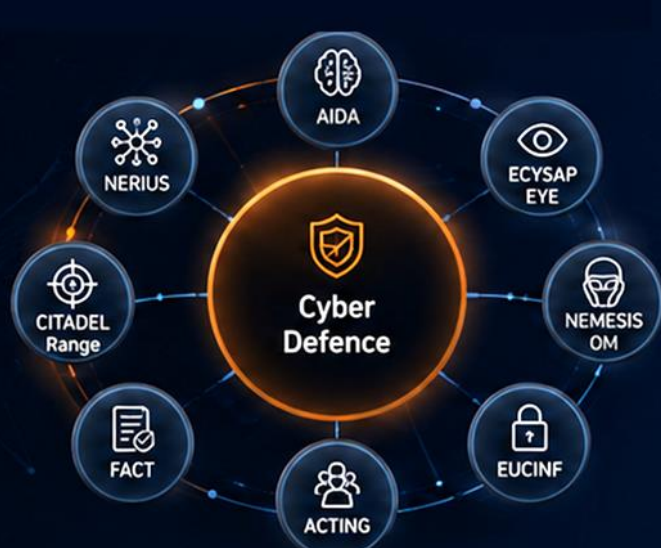 AIDA
NERIUS
ECYSAP
EYE
Cyber
Defence
CITADEL
Range
NEMESIS
OM
FACT
EUCINF
ACTING